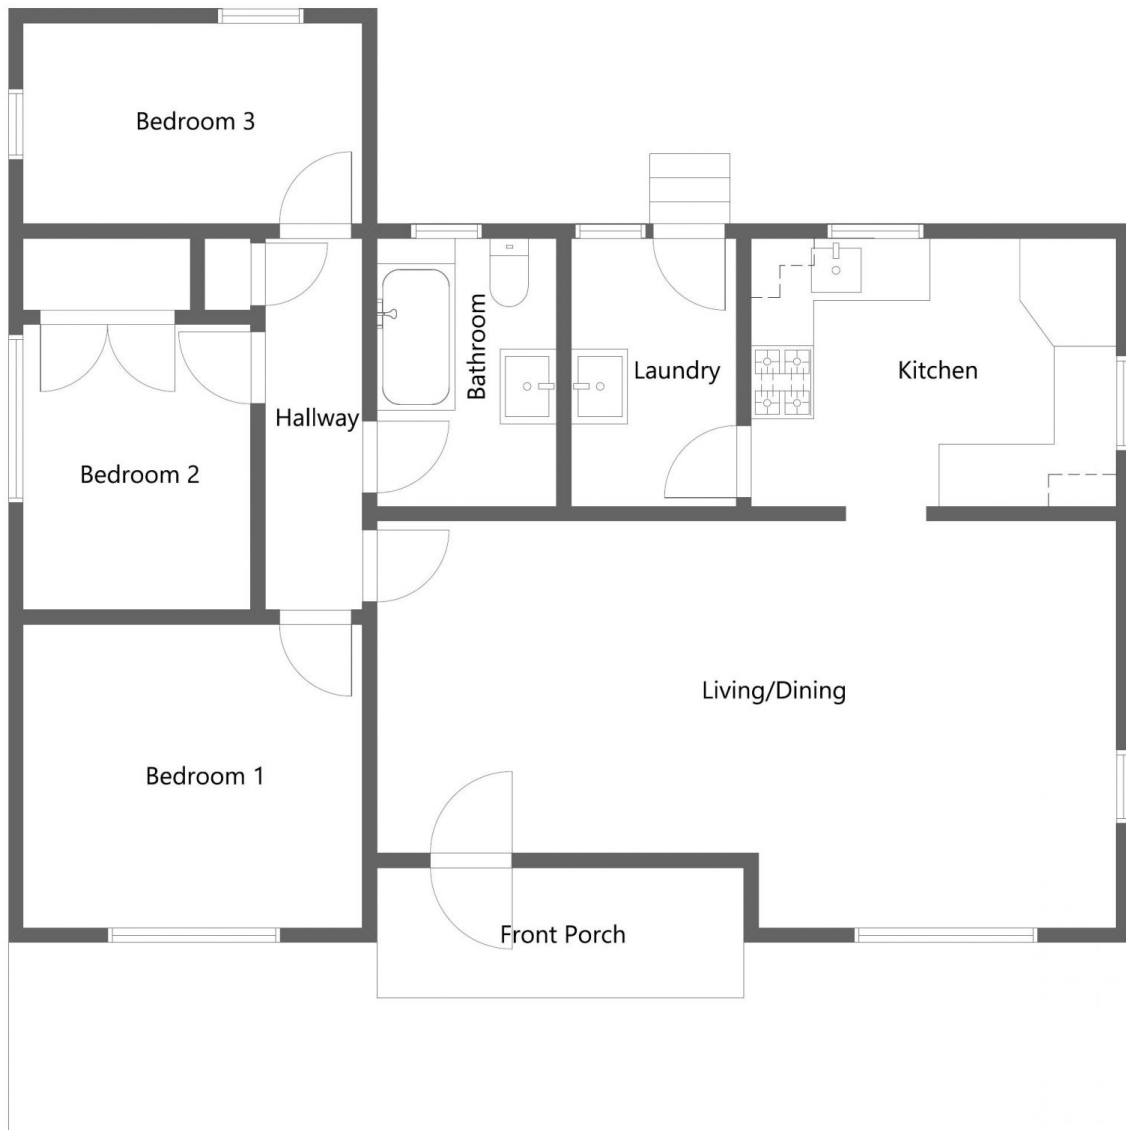 Bedroom 3
Bathroom
Laundry
Kitchen
Hallway
Bedroom 2
Living/Dining
Bedroom 1
Front Porch